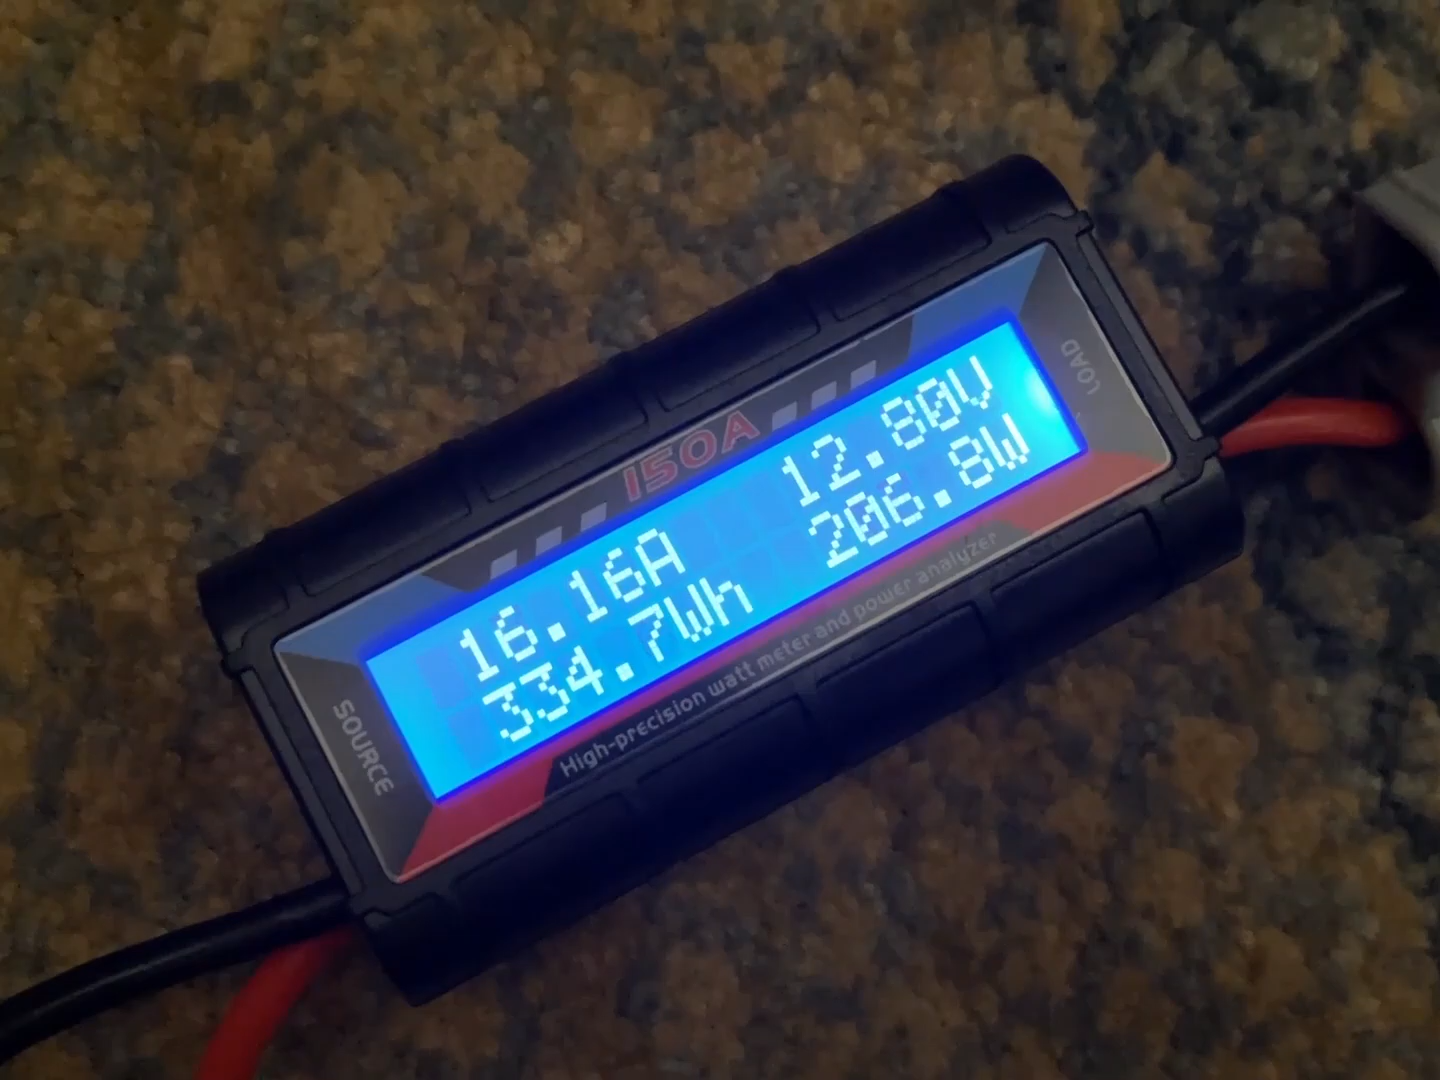 150A
16.16A 12.80V
334.7Wh 206.8W
SOURCE
LOAD
High-precision watt meter and power analyzer